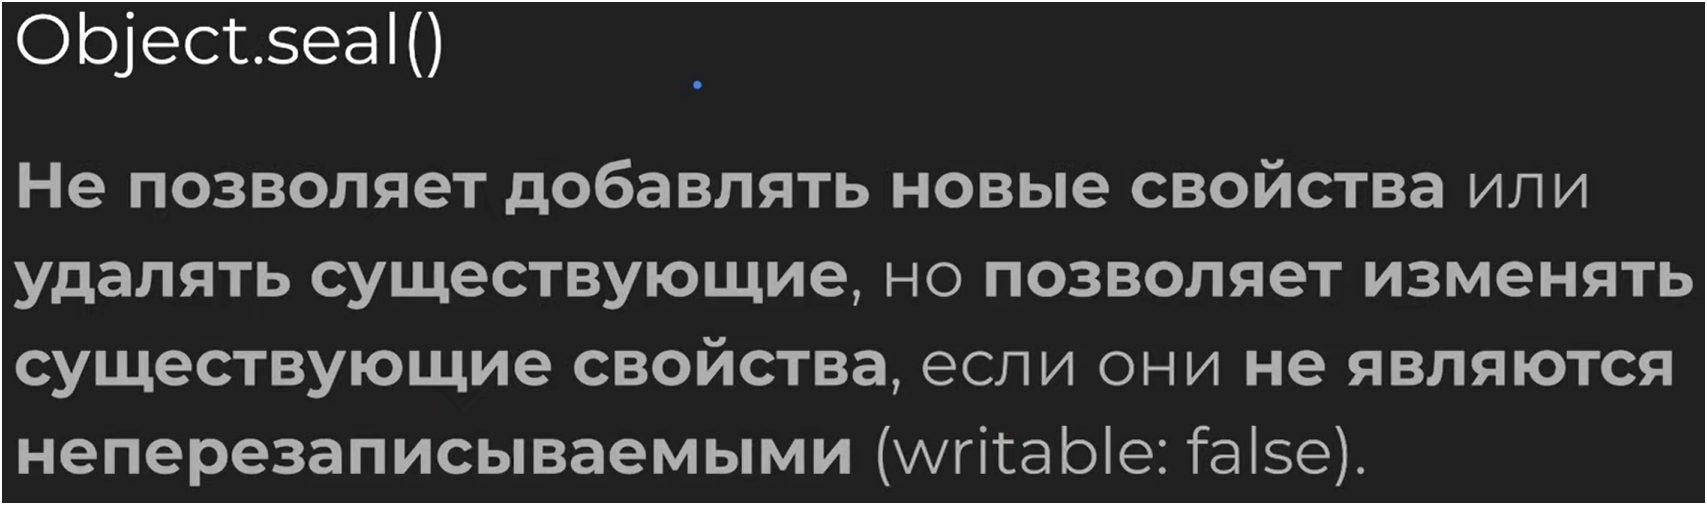 Object.seal()
Не позволяет добавлять новые свойства или
удалять существующие, но позволяет изменять
существующие свойства, если они не являются
неперезаписываемыми (writable: false).